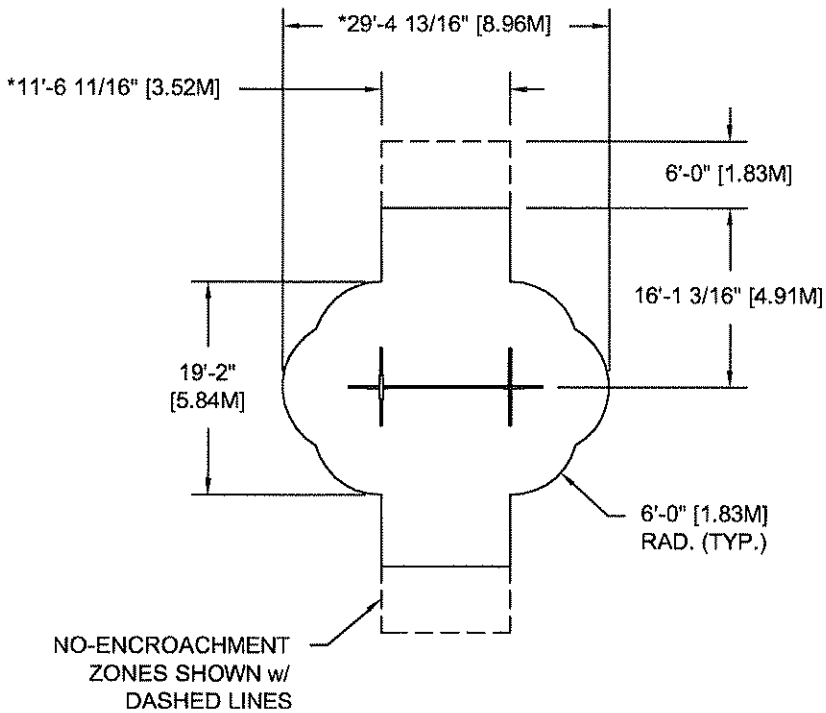 *29'-4 13/16" [8.96M]
*11'-6 11/16" [3.52M]
6'-0" [1.83M]
16'-1 3/16" [4.91M]
19'-2"
[5.84M]
6'-0" [1.83M]
RAD. (TYP.)
NO-ENCROACHMENT
ZONES SHOWN w/
DASHED LINES